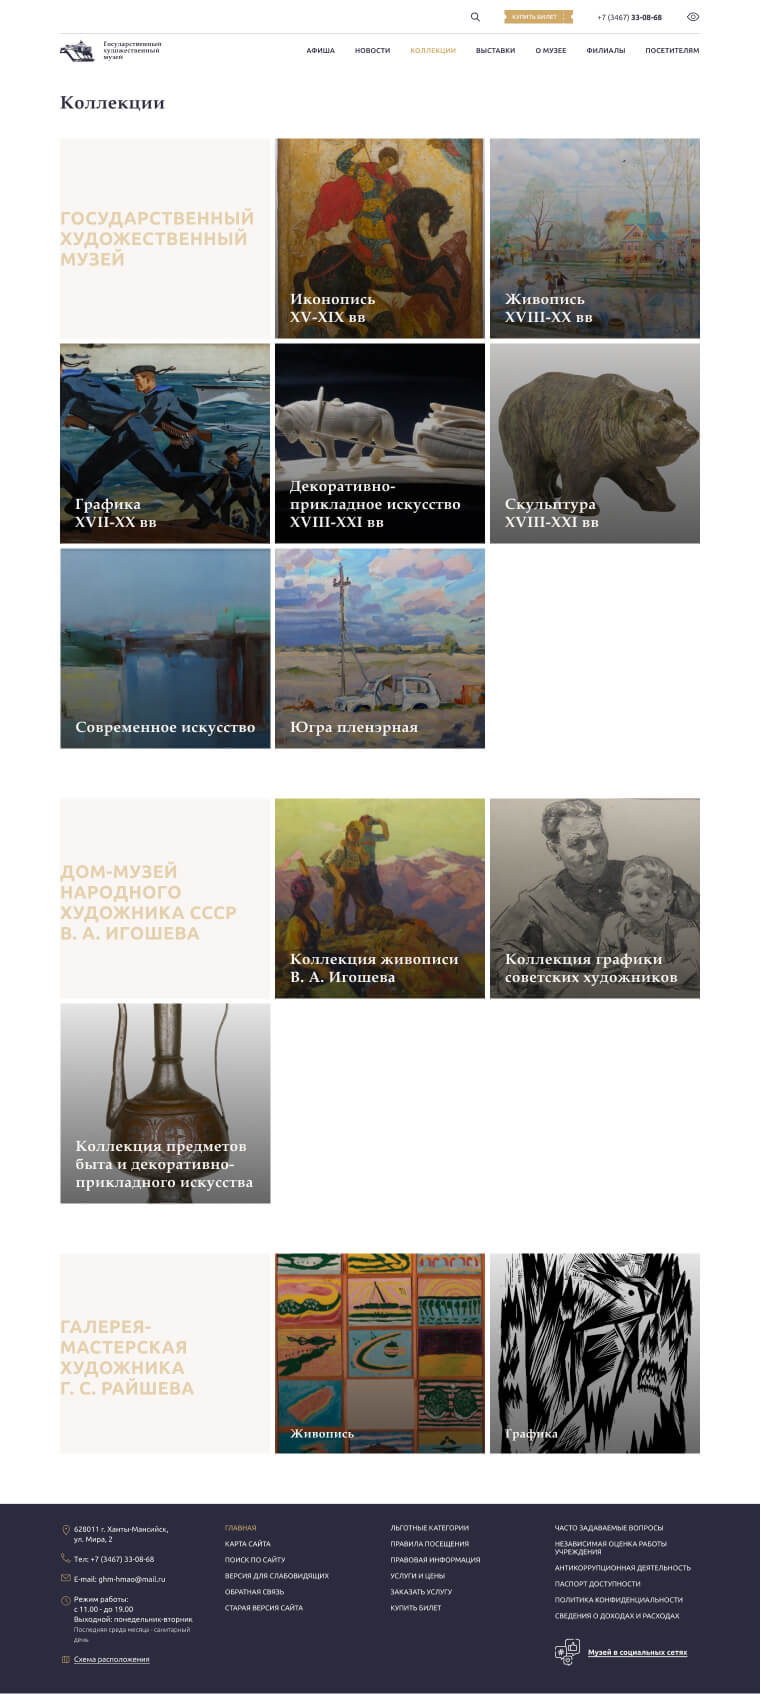 КУПИТЬ БИЛЕТ
+7 (3467) 33-08-68
Государственный
художественный
музей
АФИША
НОВОСТИ
КОЛЛЕКЦИИ
ВЫСТАВКИ
О МУЗЕЕ
ФИЛИАЛЫ
ПОСЕТИТЕЛЯМ
Коллекции
ГОСУДАРСТВЕННЫЙ
ХУДОЖЕСТВЕННЫЙ
МУЗЕЙ
Иконопись
XV-XIX вв
Живопись
XVIII-XX вв
Графика
XVII-XX вв
Декоративно-
прикладное искусство
XVIII-XXI вв
Скульптура
XVIII-XXI вв
Современное искусство
Югра пленэрная
ДОМ-МУЗЕЙ
НАРОДНОГО
ХУДОЖНИКА СССР
В. А. ИГОШЕВА
Коллекция живописи
В. А. Игошева
Коллекция графики
советских художников
Коллекция предметов
быта и декоративно-
прикладного искусства
ГАЛЕРЕЯ-
МАСТЕРСКАЯ
ХУДОЖНИКА
Г. С. РАЙШЕВА
Живопись
Графика
628011 г. Ханты-Мансийск,
ул. Мира, 2
Тел: +7 (3467) 33-08-68
E-mail: ghm-hmao@mail.ru
Режим работы:
с 11.00 - до 19.00
Выходной: понедельник-вторник
Последняя среда месяца - санитарный
день
Схема расположения
ГЛАВНАЯ
КАРТА САЙТА
ПОИСК ПО САЙТУ
ВЕРСИЯ ДЛЯ СЛАБОВИДЯЩИХ
ОБРАТНАЯ СВЯЗЬ
СТАРАЯ ВЕРСИЯ САЙТА
ЛЬГОТНЫЕ КАТЕГОРИИ
ПРАВИЛА ПОСЕЩЕНИЯ
ПРАВОВАЯ ИНФОРМАЦИЯ
УСЛУГИ И ЦЕНЫ
ЗАКАЗАТЬ УСЛУГУ
КУПИТЬ БИЛЕТ
ЧАСТО ЗАДАВАЕМЫЕ ВОПРОСЫ
НЕЗАВИСИМАЯ ОЦЕНКА РАБОТЫ
УЧРЕЖДЕНИЯ
АНТИКОРРУПЦИОННАЯ ДЕЯТЕЛЬНОСТЬ
ПАСПОРТ ДОСТУПНОСТИ
ПОЛИТИКА КОНФИДЕНЦИАЛЬНОСТИ
СВЕДЕНИЯ О ДОХОДАХ И РАСХОДАХ
Музей в социальных сетях